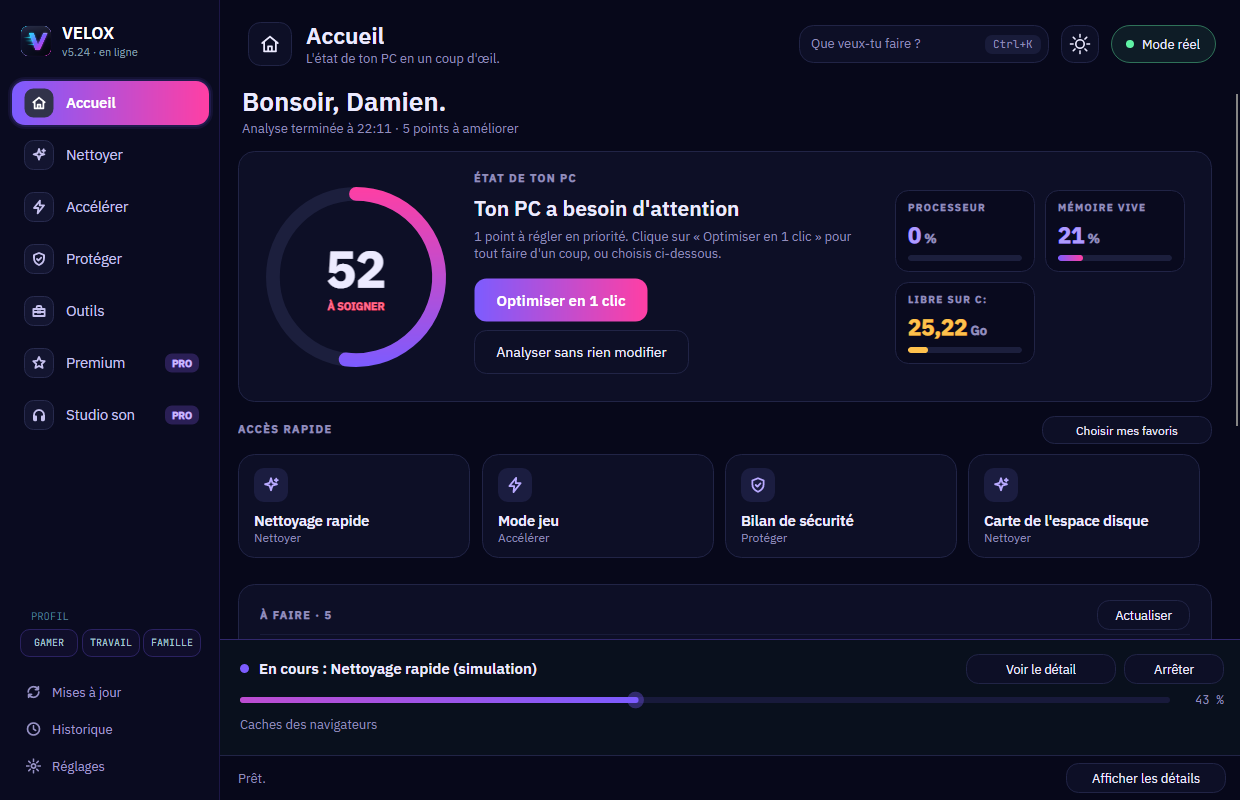 VELOX
v5.24 · en ligne
Accueil
Nettoyer
Accélérer
Protéger
Outils
Premium PRO
Studio son PRO
PROFIL
GAMER TRAVAIL FAMILLE
Mises à jour
Historique
Réglages
Accueil
L'état de ton PC en un coup d'œil.
Que veux-tu faire ? Ctrl+K
Mode réel
Bonsoir, Damien.
Analyse terminée à 22:11 · 5 points à améliorer
52
À SOIGNER
ÉTAT DE TON PC
Ton PC a besoin d'attention
1 point à régler en priorité. Clique sur « Optimiser en 1 clic » pour
tout faire d'un coup, ou choisis ci-dessous.
Optimiser en 1 clic
Analyser sans rien modifier
PROCESSEUR
0 %
MÉMOIRE VIVE
21 %
LIBRE SUR C:
25,22 Go
ACCÈS RAPIDE
Choisir mes favoris
Nettoyage rapide
Nettoyer
Mode jeu
Accélérer
Bilan de sécurité
Protéger
Carte de l'espace disque
Nettoyer
À FAIRE · 5
Actualiser
En cours : Nettoyage rapide (simulation)
Voir le détail
Arrêter
43 %
Caches des navigateurs
Prêt.
Afficher les détails